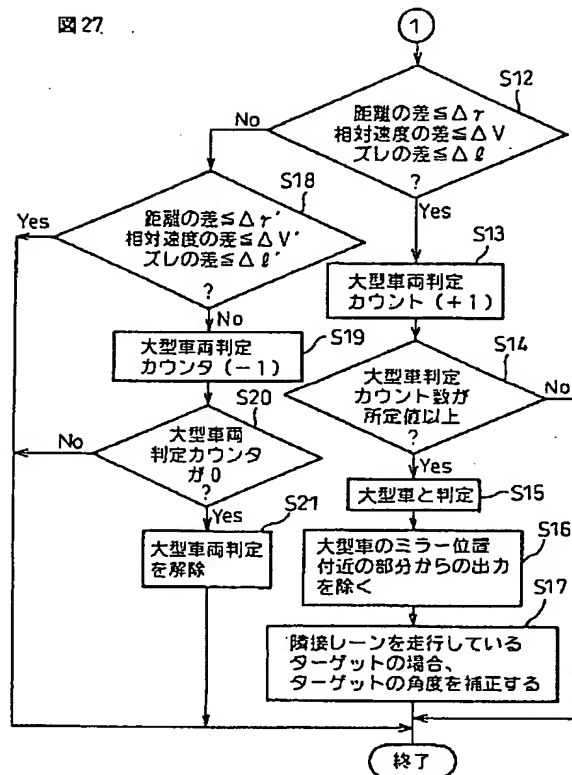 図27
1
S12
距離の差≦Δr
相対速度の差≦ΔV
ズレの差≦Δℓ
?
No
Yes
S18
距離の差≦Δr′
相対速度の差≦ΔV′
ズレの差≦Δℓ′
?
Yes
No
S13
大型車両判定
カウント(+1)
S19
大型車両判定
カウンタ(-1)
S14
大型車判定
カウント数が
所定値以上
?
No
Yes
S20
大型車両
判定カウンタ
が0
?
No
Yes
S15
大型車と判定
S21
大型車両判定
を解除
S16
大型車のミラー位置
付近の部分からの出力
を除く
S17
隣接レーンを走行している
ターゲットの場合、
ターゲットの角度を補正する
終了